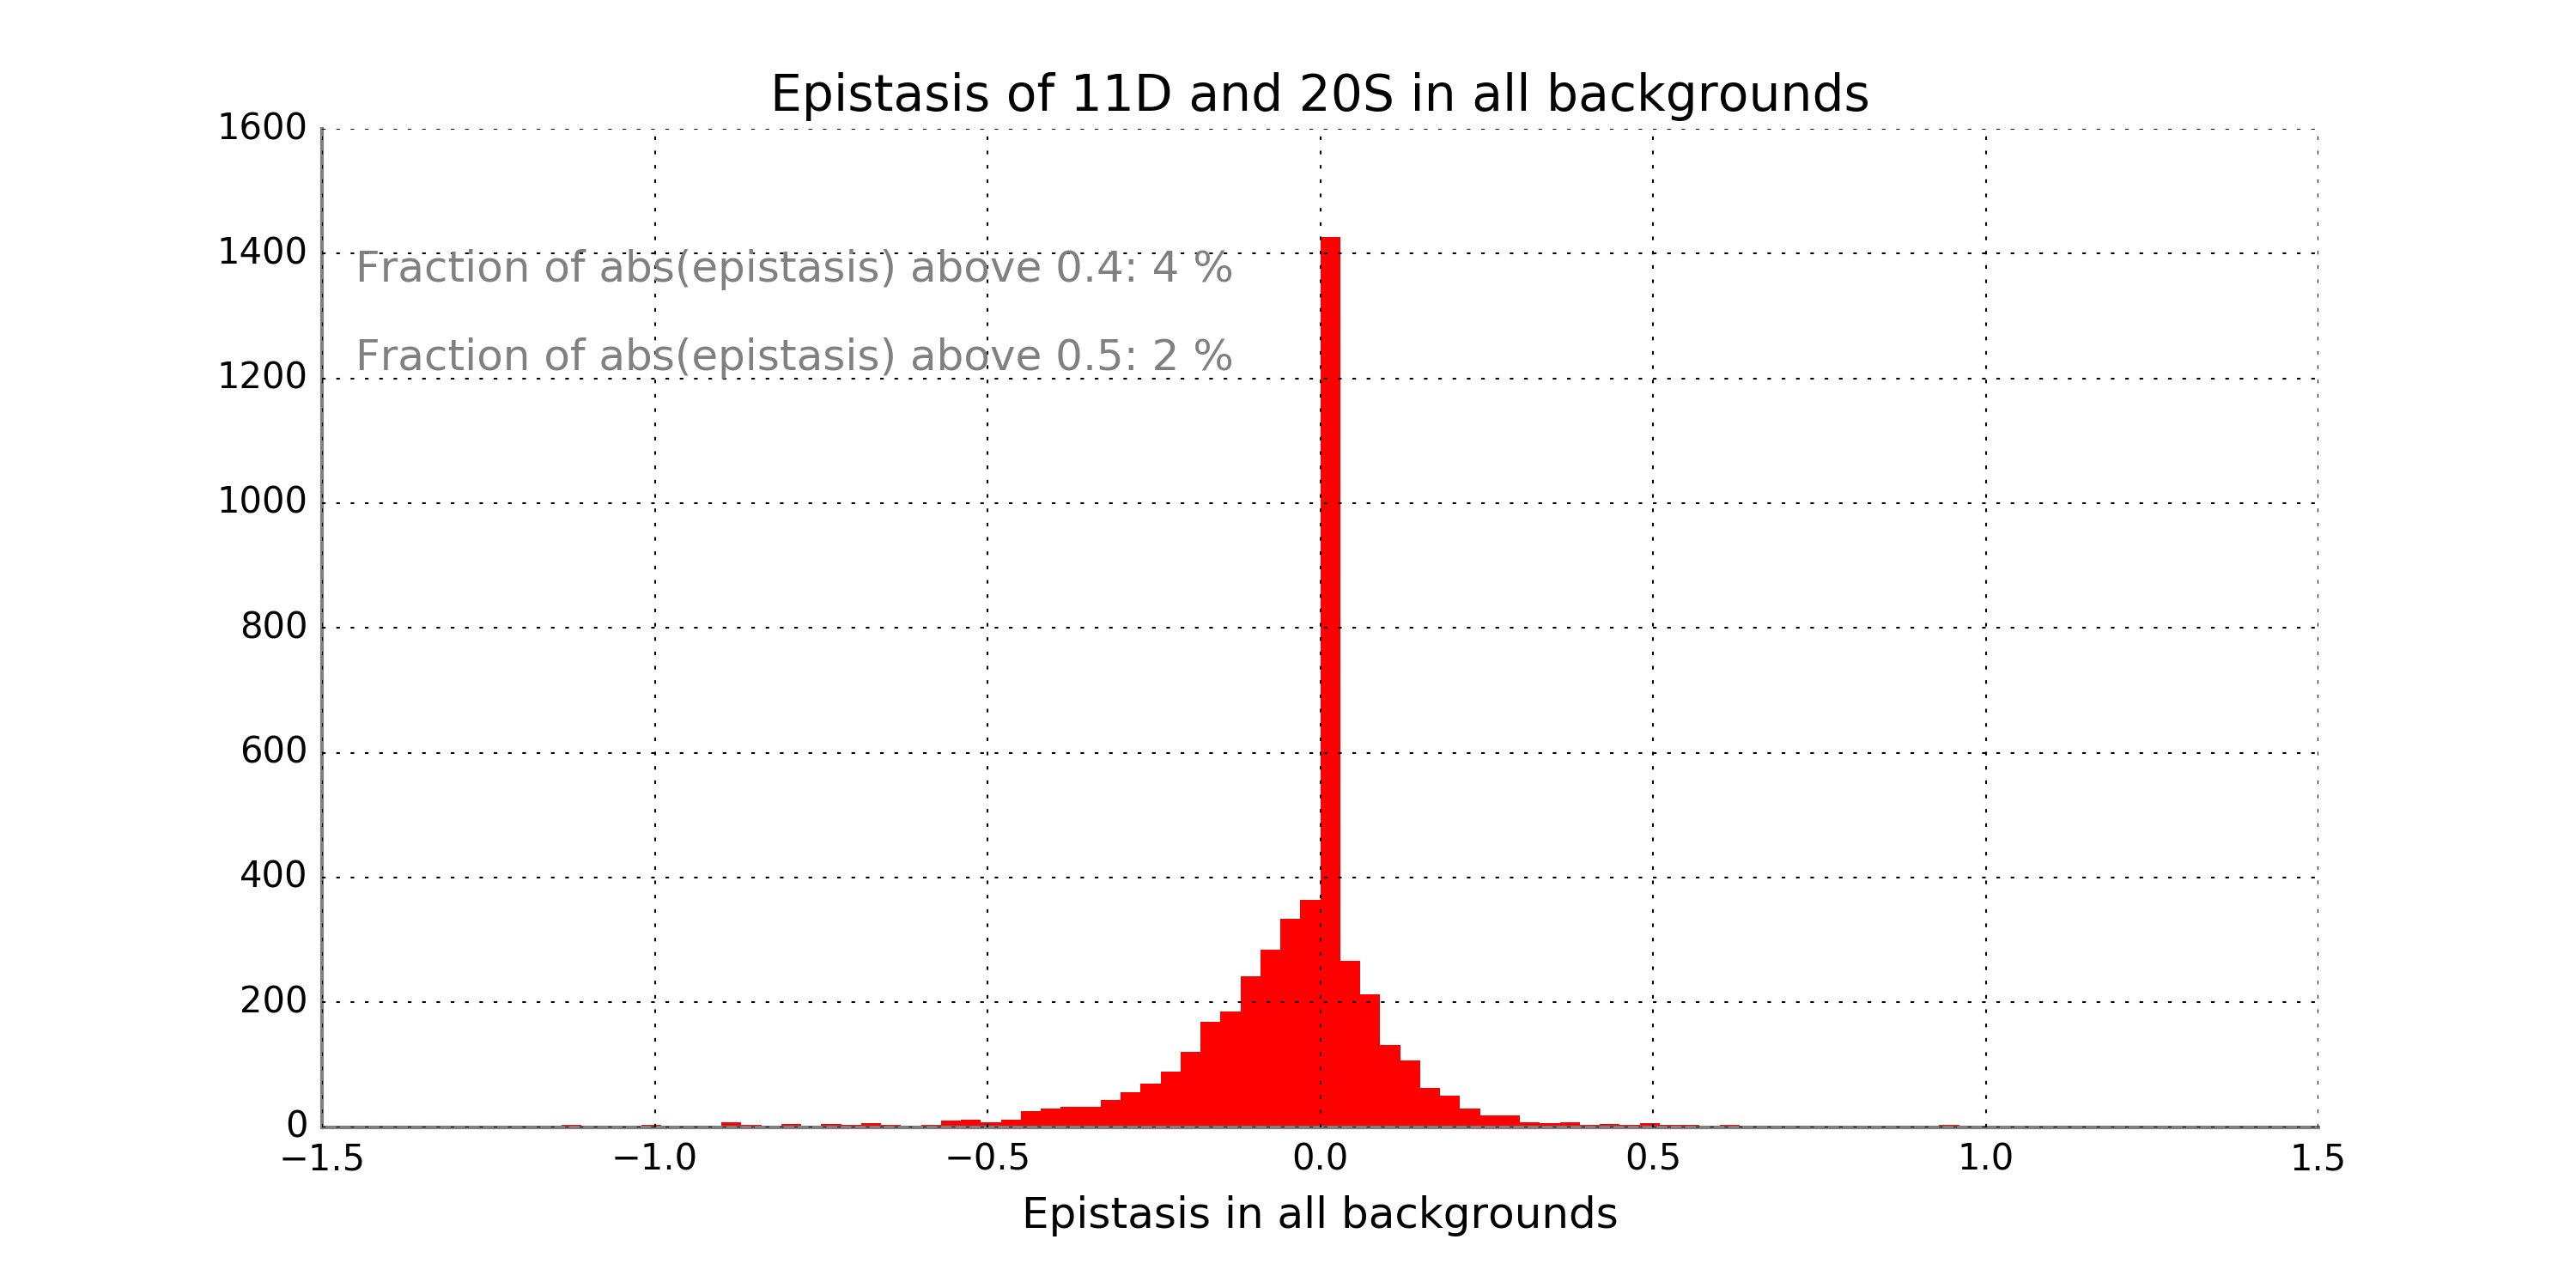 Epistasis of 11D and 20S in all backgrounds
1600
1400
Fraction of abs(epistasis) above 0.4: 4 %
Fraction of abs(epistasis) above 0.5: 2 %
1200
1000
800
600
400
200
0
−1.5 −1.0 −0.5 0.0 0.5 1.0 1.5
Epistasis in all backgrounds